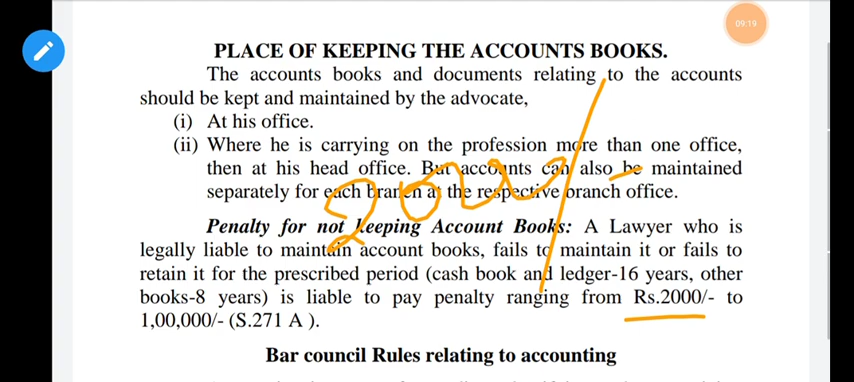 09:19
PLACE OF KEEPING THE ACCOUNTS BOOKS.
The accounts books and documents relating to the accounts
should be kept and maintained by the advocate,
(i) At his office.
(ii) Where he is carrying on the profession more than one office,
then at his head office. But accounts can also be maintained
separately for each branch at the respective branch office.
Penalty for not keeping Account Books: A Lawyer who is
legally liable to maintain account books, fails to maintain it or fails to
retain it for the prescribed period (cash book and ledger-16 years, other
books-8 years) is liable to pay penalty ranging from Rs.2000/- to
1,00,000/- (S.271 A ).
Bar council Rules relating to accounting